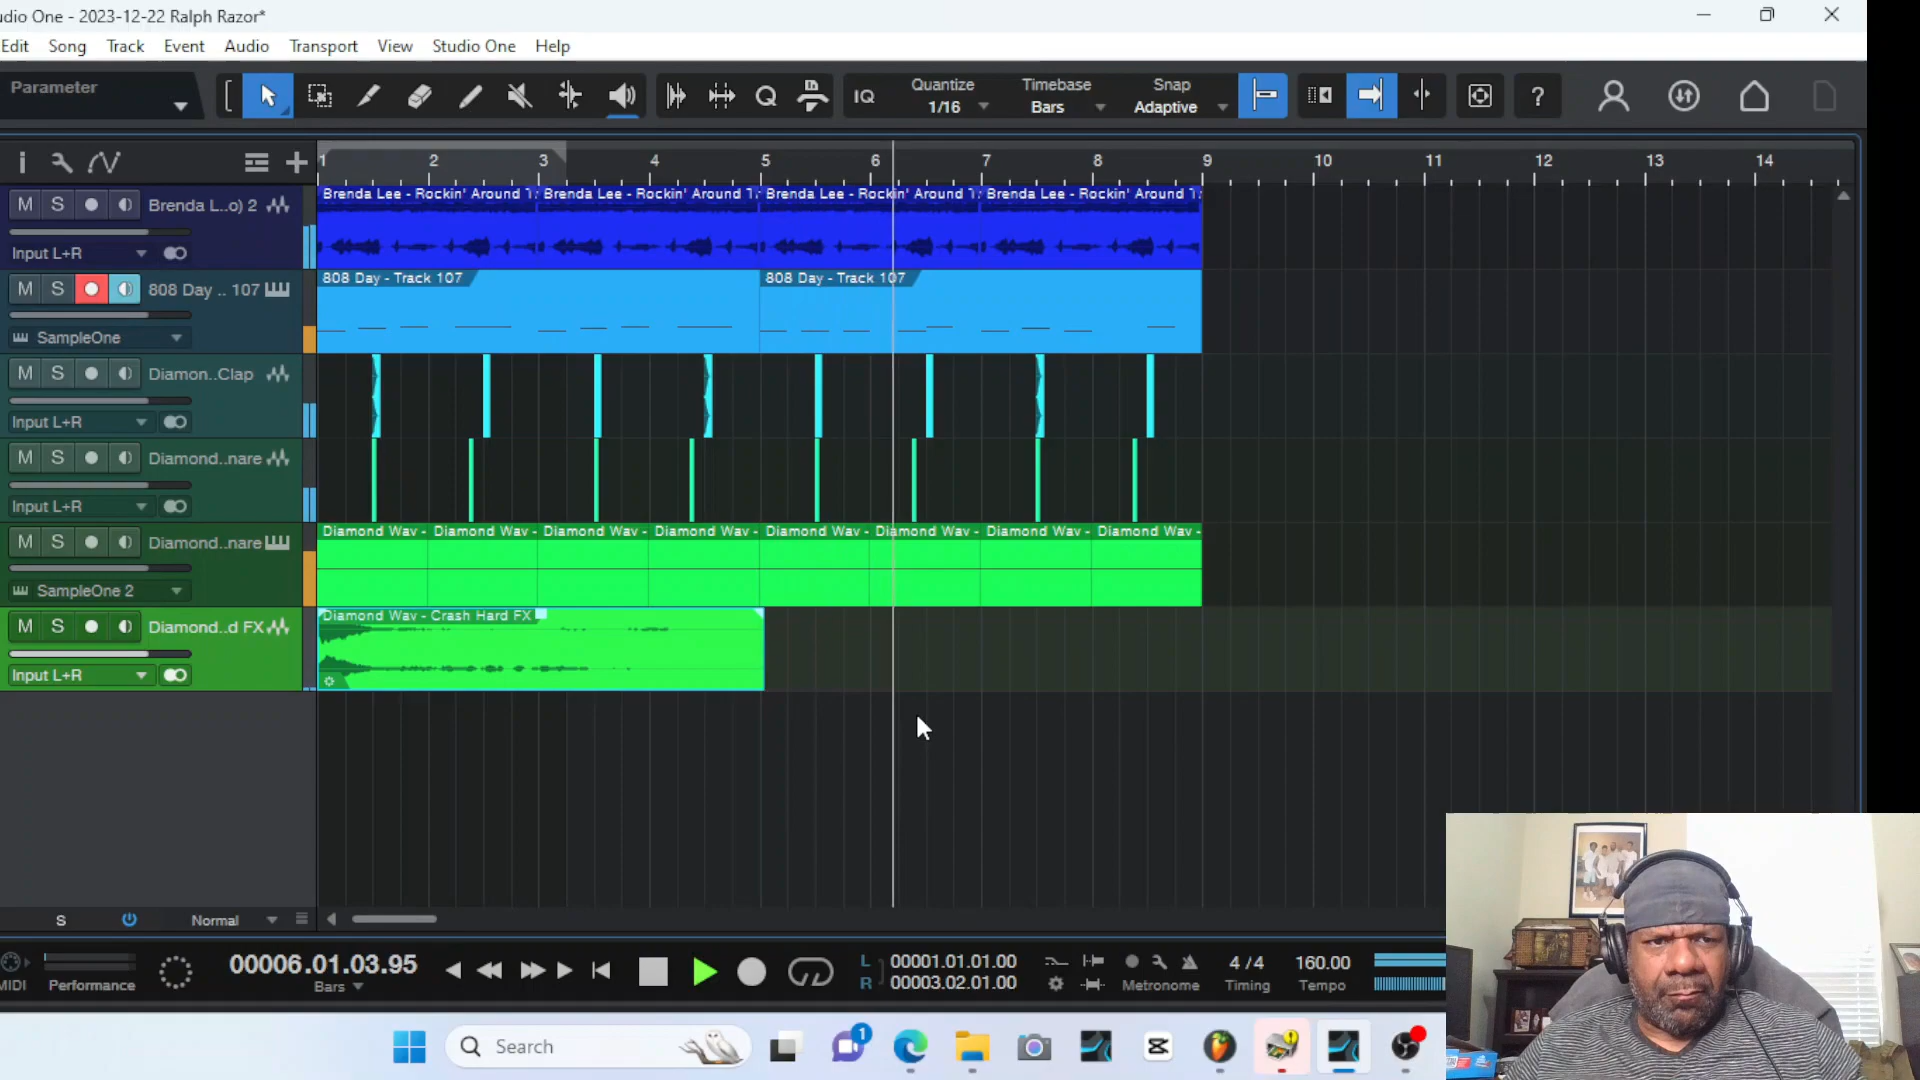 udio One - 2023-12-22 Ralph Razor*
Edit Song Track Event Audio Transport View Studio One Help
Parameter
IQ
Quantize
1/16
Timebase
Bars
Snap
Adaptive
?
1 2 3 4 5 6 7 8 9 10 11 12 13 14
M S Brenda L..o) 2
Input L+R
Brenda Lee - Rockin' Around T Brenda Lee - Rockin' Around T Brenda Lee - Rockin' Around T Brenda Lee - Rockin' Around T
M S 808 Day .. 107
SampleOne
808 Day - Track 107 808 Day - Track 107
M S Diamon..Clap
Input L+R
M S Diamond..nare
Input L+R
M S Diamond..nare
SampleOne 2
Diamond Wav - Diamond Wav - Diamond Wav - Diamond Wav - Diamond Wav - Diamond Wav - Diamond Wav - Diamond Wav -
M S Diamond..d FX
Input L+R
Diamond Wav - Crash Hard FX
S Normal
MIDI
Performance
00006.01.03.95
Bars
L 00001.01.01.00
R 00003.02.01.00
Metronome
4 / 4
Timing
160.00
Tempo
Search
1